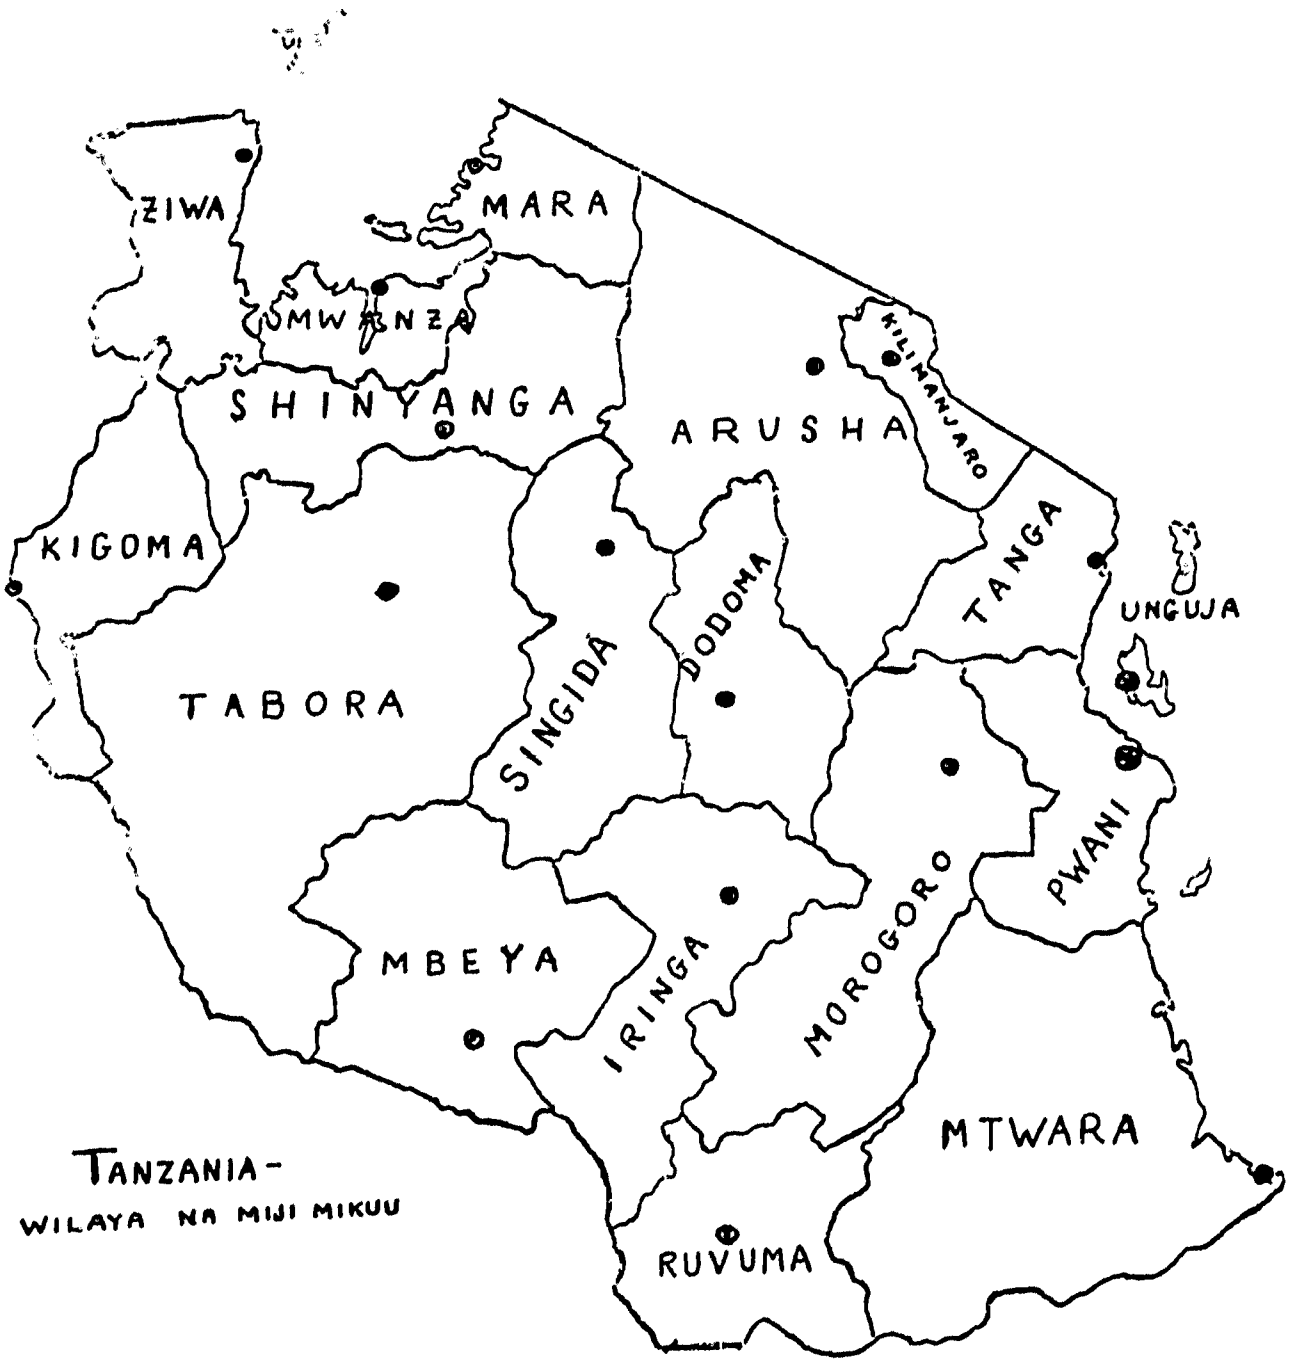 ZIWA
MARA
MWANZA
SHINYANGA
KILIMANJARO
ARUSHA
KIGOMA
TANGA
UNGUJA
DODOMA
SINGIDA
TABORA
PWANI
MOROGORO
MBEYA
IRINGA
MTWARA
RUVUMA
TANZANIA-
WILAYA NA MIJI MIKUU